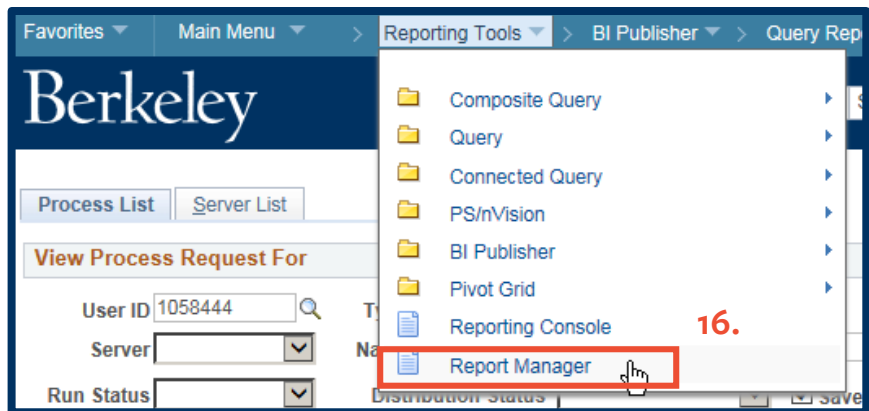 Favorites Main Menu > Reporting Tools > BI Publisher > Query Rep
Berkeley
Composite Query
Query
Connected Query
PS/nVision
BI Publisher
Pivot Grid
Reporting Console
Report Manager
16.
Process List Server List
View Process Request For
User ID 1058444
Server
Run Status
Distribution Status
Save